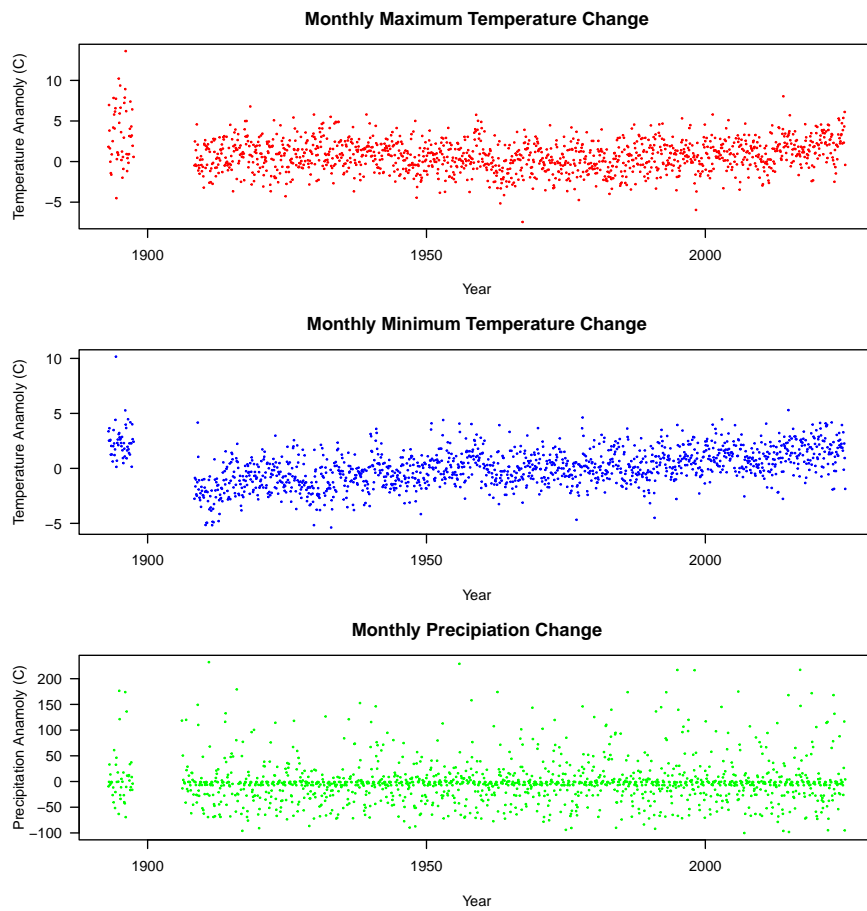 Monthly Maximum Temperature Change
Temperature Anamoly (C)
10
5
0
−5
1900
1950
2000
Year
Monthly Minimum Temperature Change
Temperature Anamoly (C)
10
5
0
−5
1900
1950
2000
Year
Monthly Precipiation Change
Precipitation Anamoly (C)
200
150
100
50
0
−50
−100
1900
1950
2000
Year